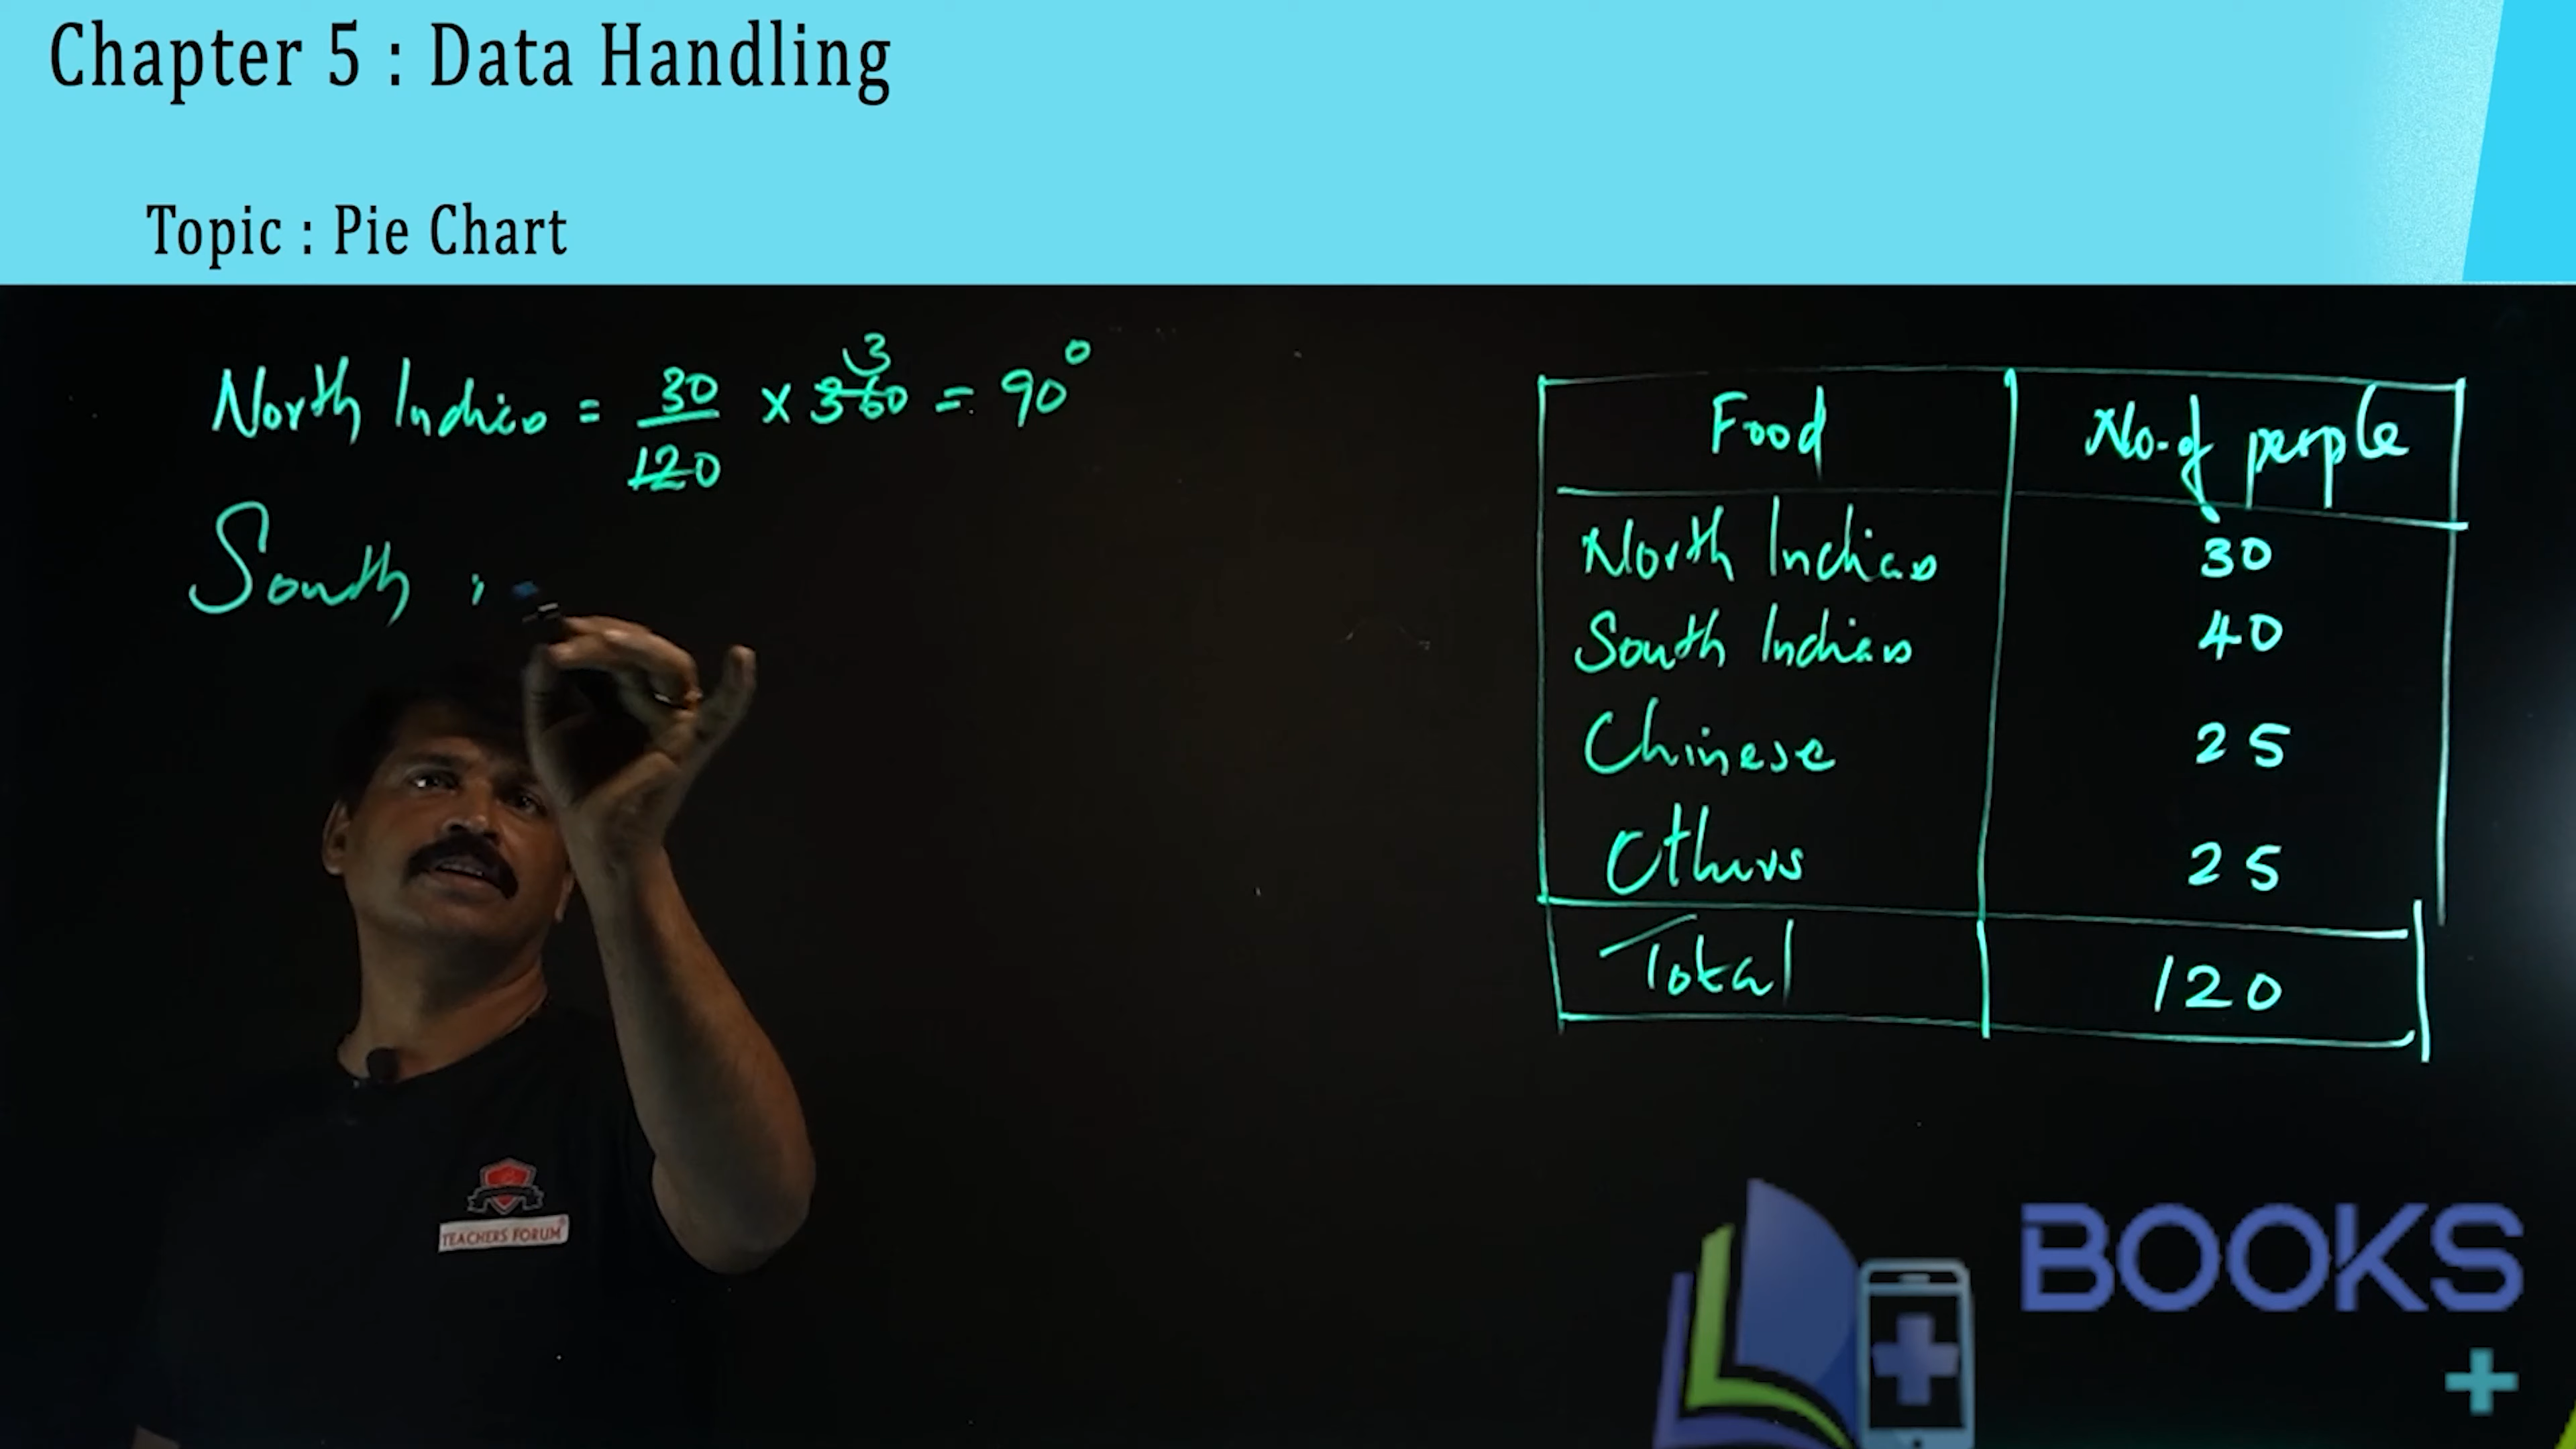 Chapter 5 : Data Handling
Topic : Pie Chart
North Indian = 30/120 × 360 3 = 90°
South
Food No. of people
North Indian 30
South Indian 40
Chinese 25
Others 25
Total 120
TEACHERS FORUM
BOOKS
+